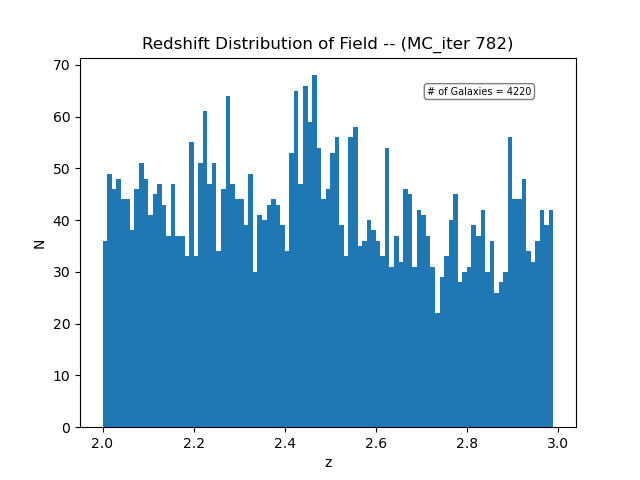 Redshift Distribution of Field -- (MC_iter 782)
# of Galaxies = 4220
70
60
50
40
30
20
10
0
N
2.0 2.2 2.4 2.6 2.8 3.0
z